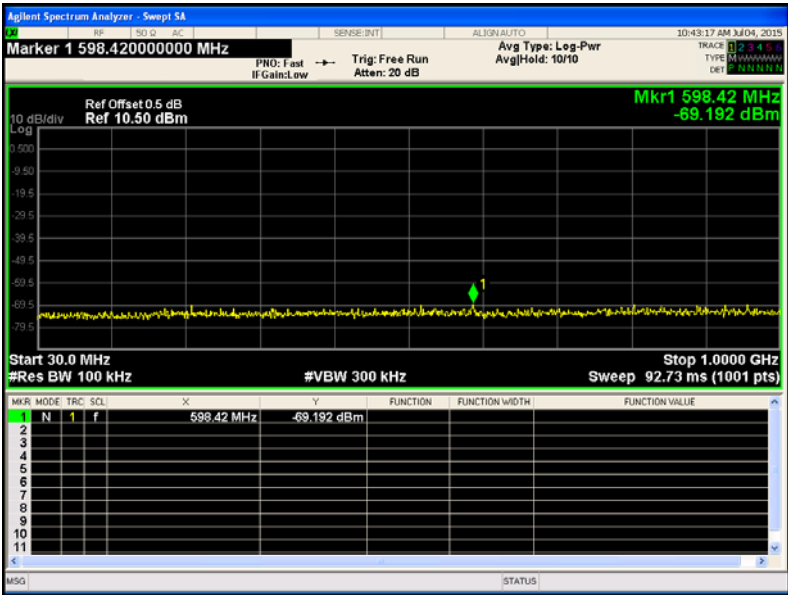 Agilent Spectrum Analyzer - Swept SA
RF 50 Ω AC SENSE:INT ALIGNAUTO 10:43:17 AM Jul 04, 2015
Marker 1 598.420000000 MHz
PNO: Fast Trig: Free Run Avg Type: Log-Pwr TRACE 1 2 3 4 5 6
IFGain:Low Atten: 20 dB Avg|Hold: 10/10 TYPE M
DET P N N N N N
Mkr1 598.42 MHz
-69.192 dBm
Ref Offset 0.5 dB
10 dB/div Ref 10.50 dBm
Log
0.500
-9.50
-19.5
-29.5
-39.5
-49.5
-59.5
-69.5
-79.5
1
Start 30.0 MHz Stop 1.0000 GHz
#Res BW 100 kHz #VBW 300 kHz Sweep 92.73 ms (1001 pts)
MKR MODE TRC SCL X Y FUNCTION FUNCTION WIDTH FUNCTION VALUE
1 N 1 f 598.42 MHz -69.192 dBm
2
3
4
5
6
7
8
9
10
11
MSG STATUS